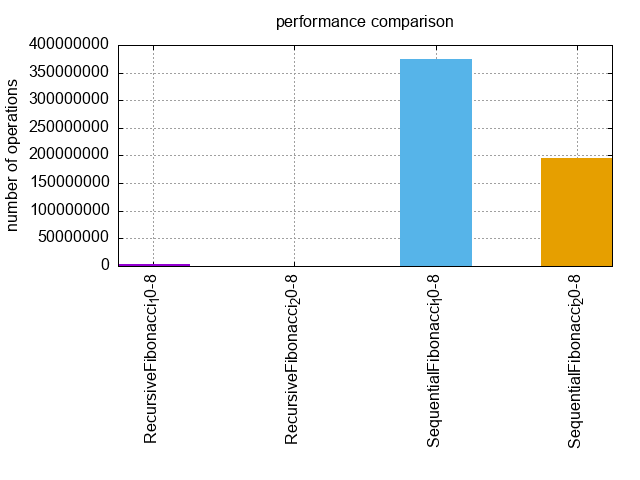 performance comparison
400000000
350000000
300000000
250000000
200000000
150000000
100000000
50000000
0
number of operations
RecursiveFibonacci₁0-8
RecursiveFibonacci₂0-8
SequentialFibonacci₁0-8
SequentialFibonacci₂0-8